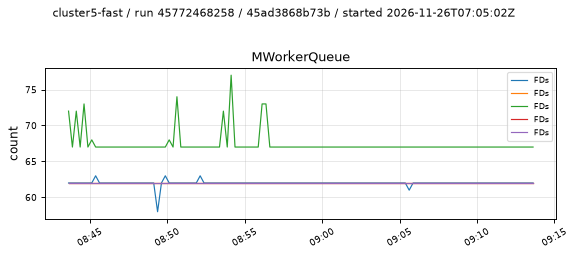 cluster5-fast / run 45772468258 / 45ad3868b73b / started 2026-11-26T07:05:02Z
MWorkerQueue
FDs
FDs
FDs
FDs
FDs
count
75
70
65
60
08:45
08:50
08:55
09:00
09:05
09:10
09:15